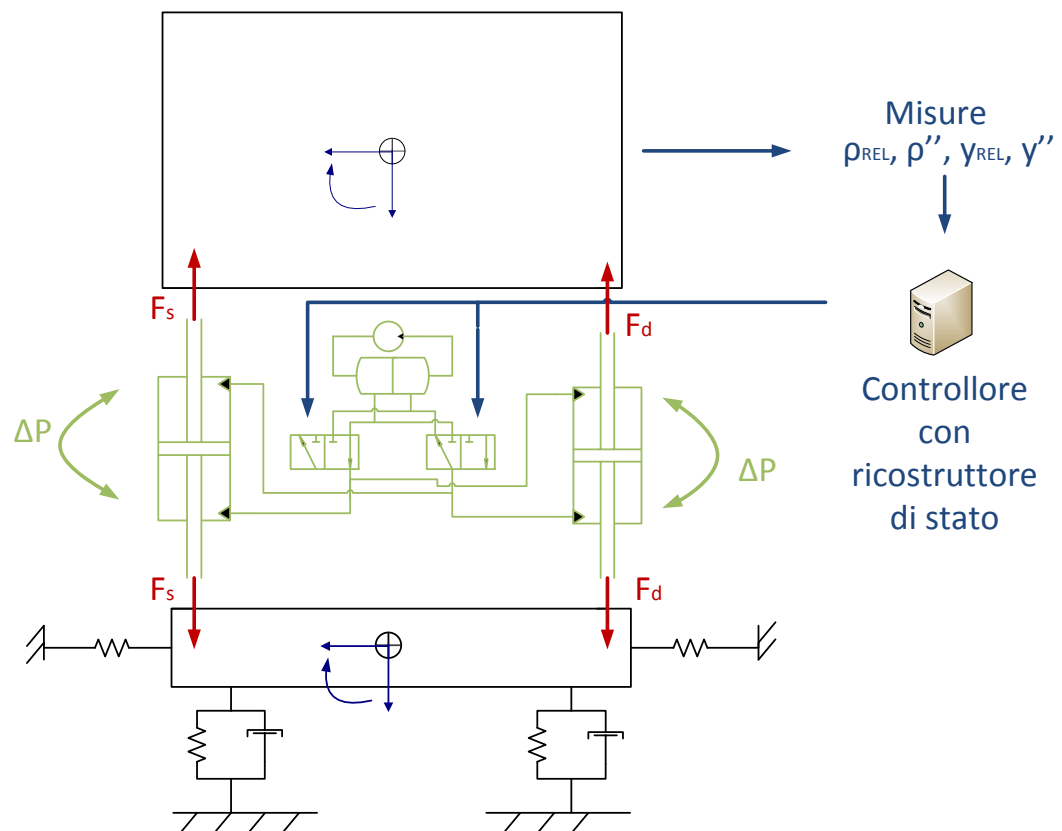 Misure
ρREL, ρ'', yREL, y''
Fs
Fd
ΔP
ΔP
Controllore
con
ricostruttore
di stato
Fs
Fd